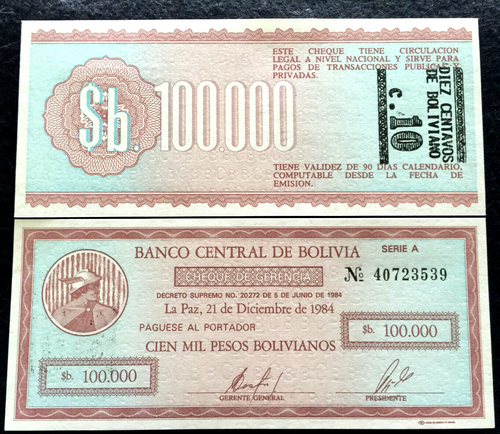 ESTE CHEQUE TIENE CIRCULACION
LEGAL A NIVEL NACIONAL Y SIRVE PARA
PAGOS DE TRANSACCIONES PUBLICAS Y
PRIVADAS.
$b. 100.000
DIEZ CENTAVOS
DE BOLIVIANO
c. 10
TIENE VALIDEZ DE 90 DIAS CALENDARIO,
COMPUTABLE DESDE LA FECHA DE
EMISION.
BANCO CENTRAL DE BOLIVIA
SERIE A
CHEQUE DE GERENCIA
№ 40723539
DECRETO SUPREMO NO. 20272 DE 5 DE JUNIO DE 1984
La Paz, 21 de Diciembre de 1984
PAGUESE AL PORTADOR
$b. 100.000
CIEN MIL PESOS BOLIVIANOS
$b. 100.000
GERENTE GENERAL
PRESIDENTE